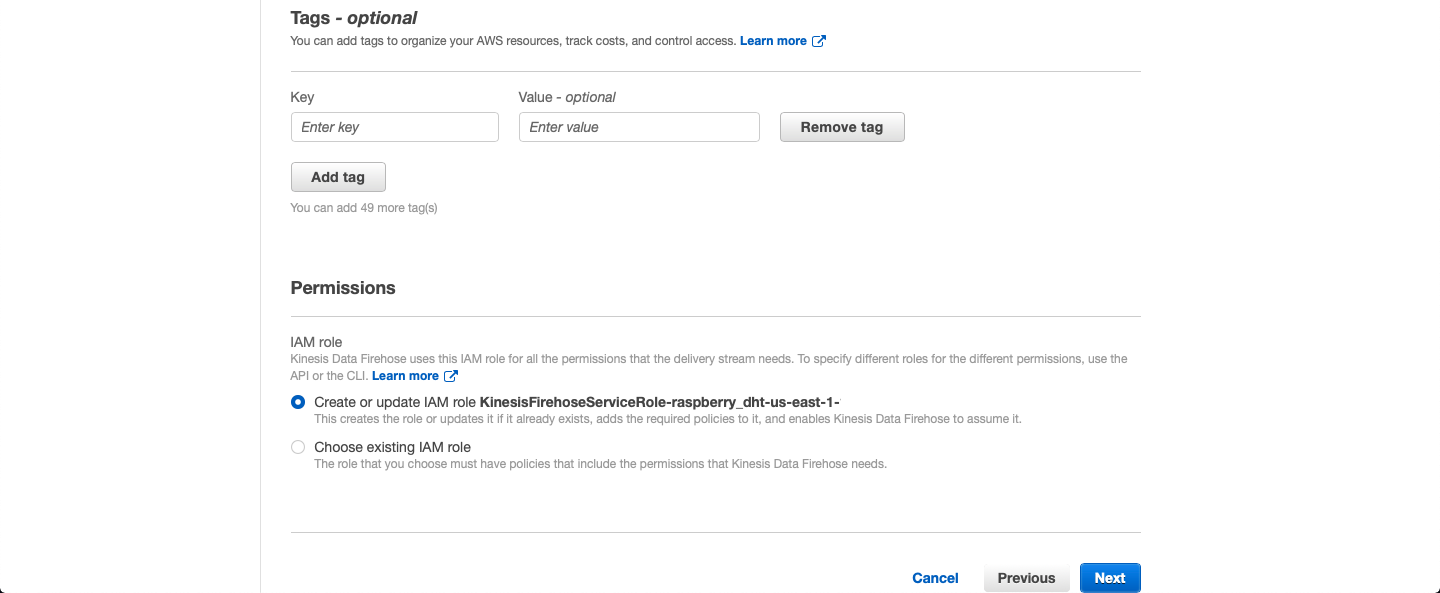 Tags - optional
You can add tags to organize your AWS resources, track costs, and control access. Learn more
Key
Value - optional
Enter key
Enter value
Remove tag
Add tag
You can add 49 more tag(s)
Permissions
IAM role
Kinesis Data Firehose uses this IAM role for all the permissions that the delivery stream needs. To specify different roles for the different permissions, use the
API or the CLI. Learn more
Create or update IAM role KinesisFirehoseServiceRole-raspberry_dht-us-east-1-
This creates the role or updates it if it already exists, adds the required policies to it, and enables Kinesis Data Firehose to assume it.
Choose existing IAM role
The role that you choose must have policies that include the permissions that Kinesis Data Firehose needs.
Cancel
Previous
Next